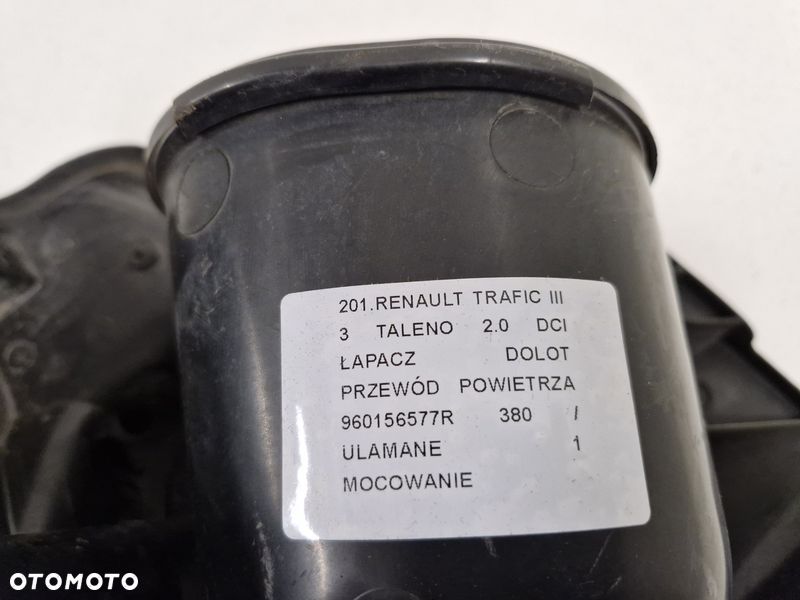 201.RENAULT TRAFIC III
3 TALENO 2.0 DCI
ŁAPACZ DOLOT
PRZEWÓD POWIETRZA
960156577R 380 /
ULAMANE 1
MOCOWANIE
OTOMOTO